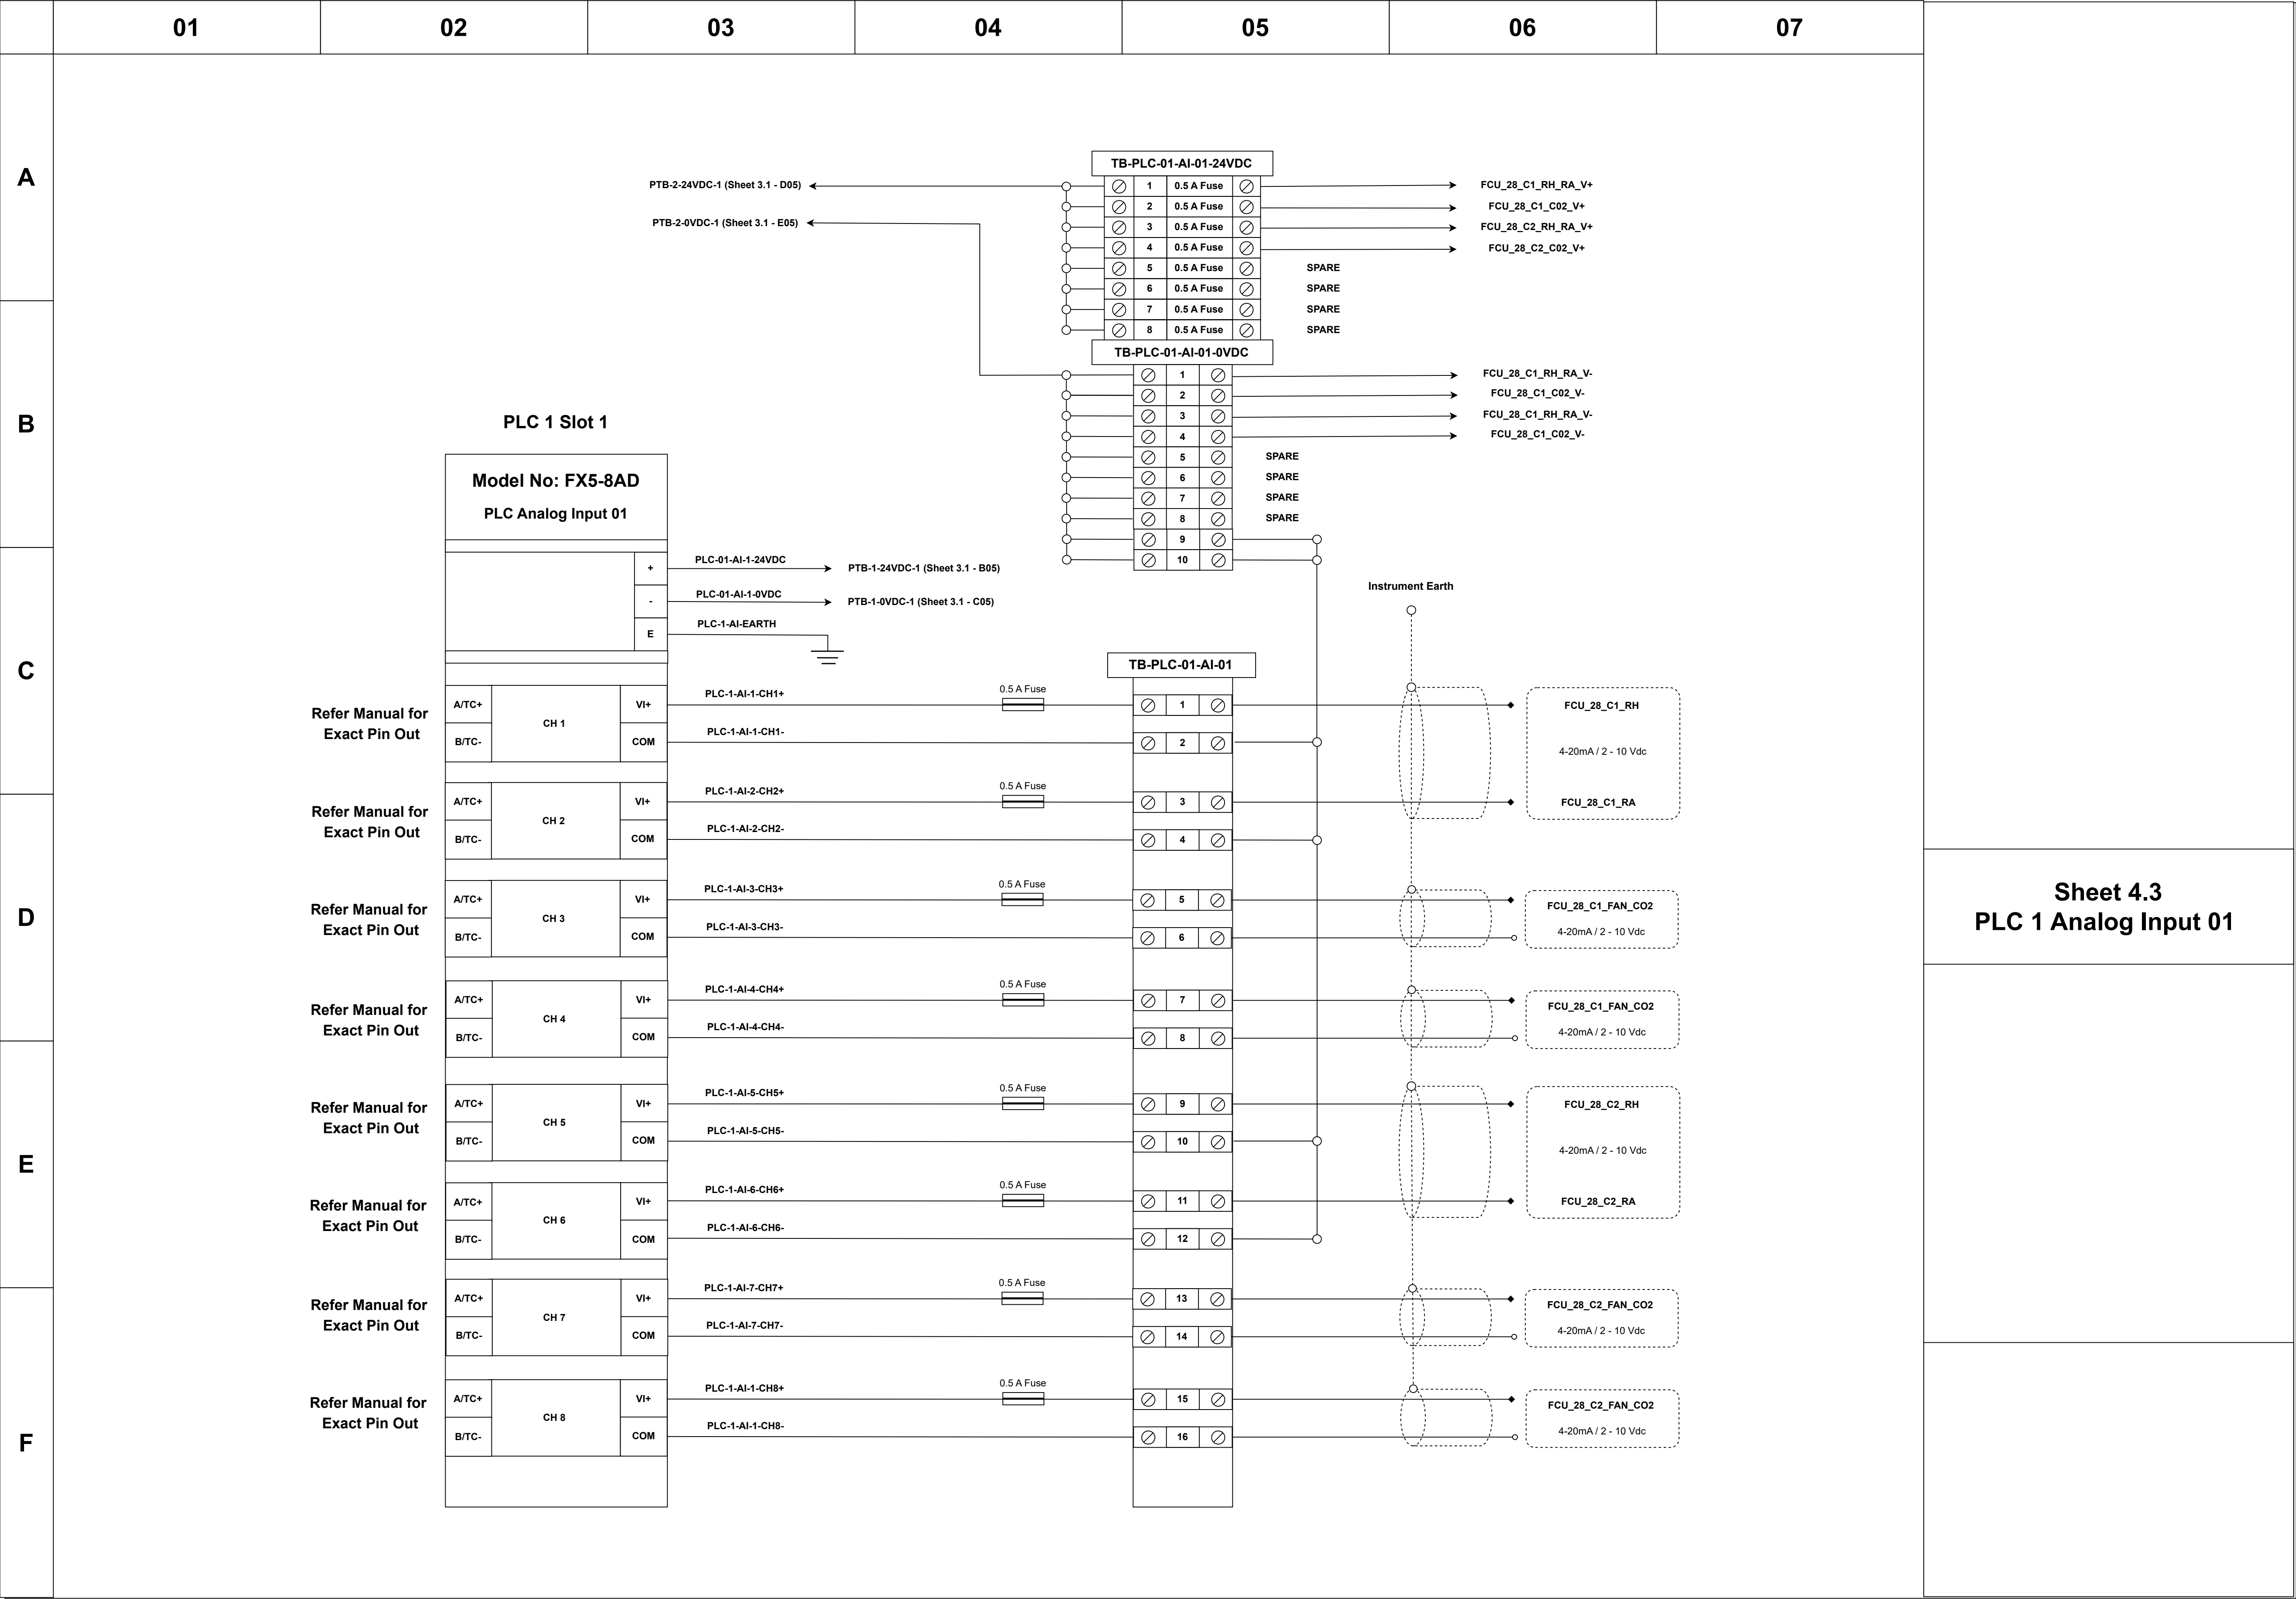 01 02 03 04 05 06 07
A
B
C
D
E
F
TB-PLC-01-AI-01-24VDC
PTB-2-24VDC-1 (Sheet 3.1 - D05)
PTB-2-0VDC-1 (Sheet 3.1 - E05)
1 0.5 A Fuse FCU_28_C1_RH_RA_V+
2 0.5 A Fuse FCU_28_C1_C02_V+
3 0.5 A Fuse FCU_28_C2_RH_RA_V+
4 0.5 A Fuse FCU_28_C2_C02_V+
5 0.5 A Fuse SPARE
6 0.5 A Fuse SPARE
7 0.5 A Fuse SPARE
8 0.5 A Fuse SPARE
TB-PLC-01-AI-01-0VDC
1 FCU_28_C1_RH_RA_V-
2 FCU_28_C1_C02_V-
3 FCU_28_C1_RH_RA_V-
4 FCU_28_C1_C02_V-
5 SPARE
6 SPARE
7 SPARE
8 SPARE
9
10
PLC 1 Slot 1
Model No: FX5-8AD
PLC Analog Input 01
+ PLC-01-AI-1-24VDC PTB-1-24VDC-1 (Sheet 3.1 - B05)
- PLC-01-AI-1-0VDC PTB-1-0VDC-1 (Sheet 3.1 - C05)
E PLC-1-AI-EARTH
Instrument Earth
TB-PLC-01-AI-01
Refer Manual for
Exact Pin Out
A/TC+ CH 1 VI+ PLC-1-AI-1-CH1+ 0.5 A Fuse 1 FCU_28_C1_RH
B/TC- COM PLC-1-AI-1-CH1- 2 4-20mA / 2 - 10 Vdc
Refer Manual for
Exact Pin Out
A/TC+ CH 2 VI+ PLC-1-AI-2-CH2+ 0.5 A Fuse 3 FCU_28_C1_RA
B/TC- COM PLC-1-AI-2-CH2- 4
Refer Manual for
Exact Pin Out
A/TC+ CH 3 VI+ PLC-1-AI-3-CH3+ 0.5 A Fuse 5 FCU_28_C1_FAN_CO2
B/TC- COM PLC-1-AI-3-CH3- 6 4-20mA / 2 - 10 Vdc
Refer Manual for
Exact Pin Out
A/TC+ CH 4 VI+ PLC-1-AI-4-CH4+ 0.5 A Fuse 7 FCU_28_C1_FAN_CO2
B/TC- COM PLC-1-AI-4-CH4- 8 4-20mA / 2 - 10 Vdc
Refer Manual for
Exact Pin Out
A/TC+ CH 5 VI+ PLC-1-AI-5-CH5+ 0.5 A Fuse 9 FCU_28_C2_RH
B/TC- COM PLC-1-AI-5-CH5- 10 4-20mA / 2 - 10 Vdc
Refer Manual for
Exact Pin Out
A/TC+ CH 6 VI+ PLC-1-AI-6-CH6+ 0.5 A Fuse 11 FCU_28_C2_RA
B/TC- COM PLC-1-AI-6-CH6- 12
Refer Manual for
Exact Pin Out
A/TC+ CH 7 VI+ PLC-1-AI-7-CH7+ 0.5 A Fuse 13 FCU_28_C2_FAN_CO2
B/TC- COM PLC-1-AI-7-CH7- 14 4-20mA / 2 - 10 Vdc
Refer Manual for
Exact Pin Out
A/TC+ CH 8 VI+ PLC-1-AI-1-CH8+ 0.5 A Fuse 15 FCU_28_C2_FAN_CO2
B/TC- COM PLC-1-AI-1-CH8- 16 4-20mA / 2 - 10 Vdc
Sheet 4.3
PLC 1 Analog Input 01